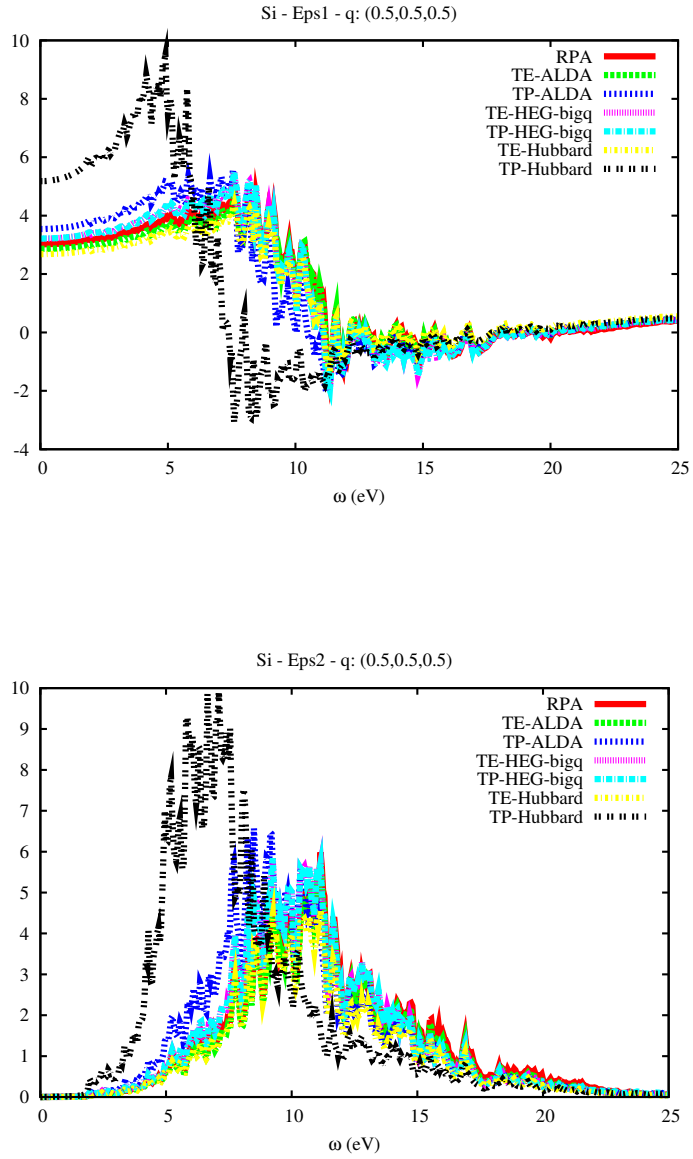 Si - Eps1 - q: (0.5,0.5,0.5)
10
8
6
4
2
0
-2
-4
RPA
TE-ALDA
TP-ALDA
TE-HEG-bigq
TP-HEG-bigq
TE-Hubbard
TP-Hubbard
0 5 10 15 20 25
ω (eV)
Si - Eps2 - q: (0.5,0.5,0.5)
10
9
8
7
6
5
4
3
2
1
0
RPA
TE-ALDA
TP-ALDA
TE-HEG-bigq
TP-HEG-bigq
TE-Hubbard
TP-Hubbard
0 5 10 15 20 25
ω (eV)